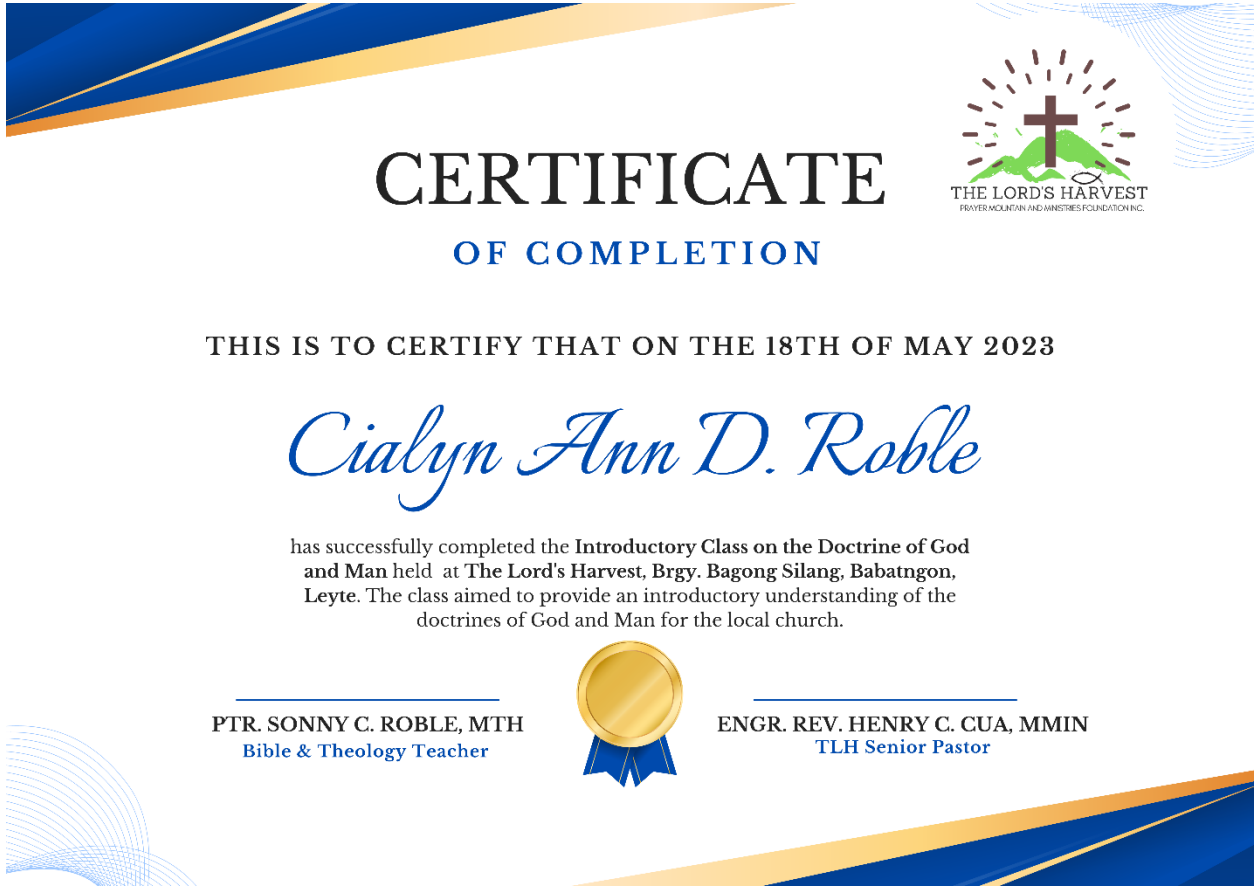 CERTIFICATE
OF COMPLETION
THE LORD'S HARVEST
PRAYER MOUNTAIN AND MINISTRIES FOUNDATION INC.
THIS IS TO CERTIFY THAT ON THE 18TH OF MAY 2023
Cialyn Ann D. Roble
has successfully completed the Introductory Class on the Doctrine of God
and Man held at The Lord's Harvest, Brgy. Bagong Silang, Babatngon,
Leyte. The class aimed to provide an introductory understanding of the
doctrines of God and Man for the local church.
PTR. SONNY C. ROBLE, MTH
Bible & Theology Teacher
ENGR. REV. HENRY C. CUA, MMIN
TLH Senior Pastor